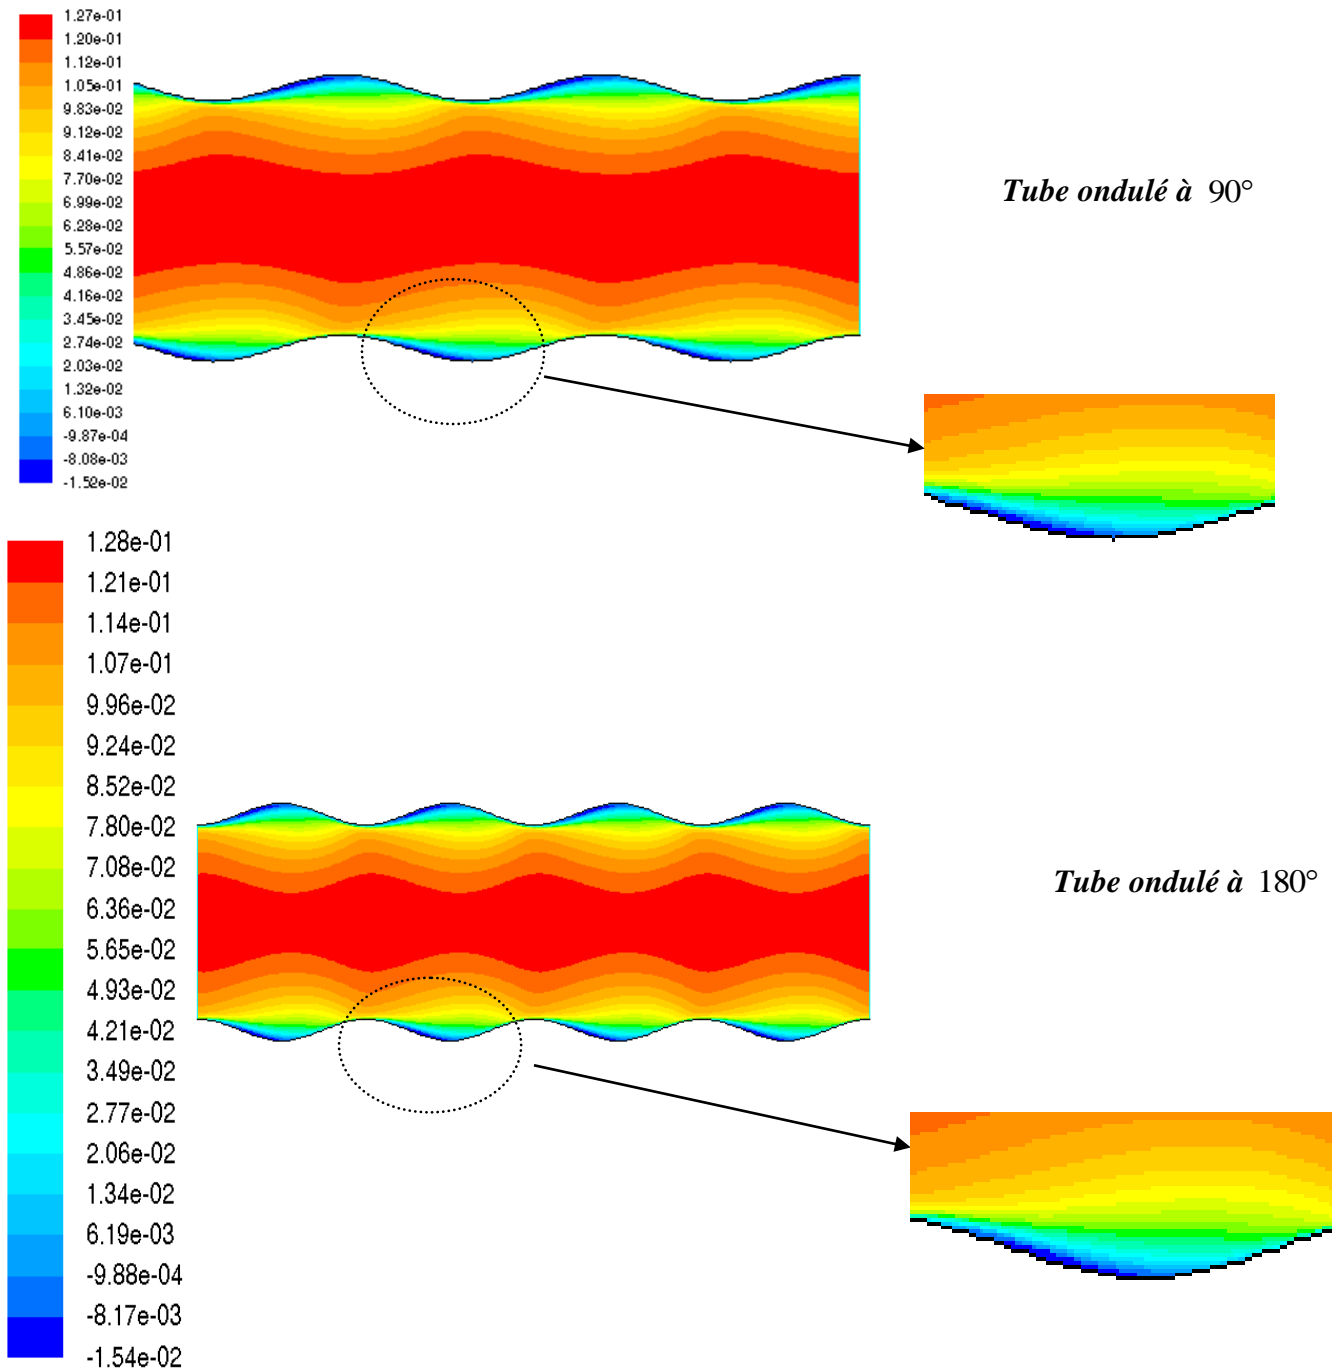 1.27e-01
1.20e-01
1.12e-01
1.05e-01
9.83e-02
9.12e-02
8.41e-02
7.70e-02
6.99e-02
6.28e-02
5.57e-02
4.86e-02
4.16e-02
3.45e-02
2.74e-02
2.03e-02
1.32e-02
6.10e-03
-9.87e-04
-8.08e-03
-1.52e-02
Tube ondulé à 90°
1.28e-01
1.21e-01
1.14e-01
1.07e-01
9.96e-02
9.24e-02
8.52e-02
7.80e-02
7.08e-02
6.36e-02
5.65e-02
4.93e-02
4.21e-02
3.49e-02
2.77e-02
2.06e-02
1.34e-02
6.19e-03
-9.88e-04
-8.17e-03
-1.54e-02
Tube ondulé à 180°